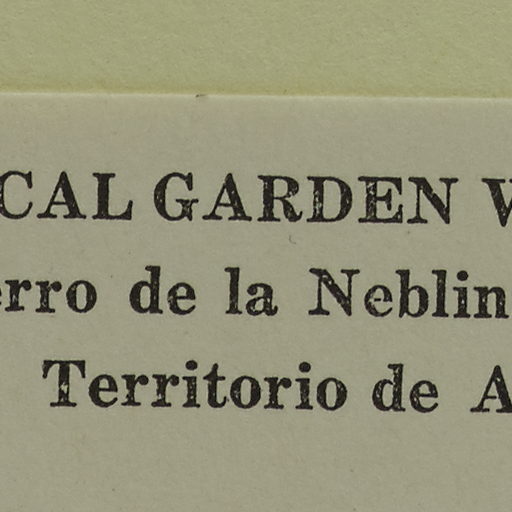 CAL GARDEN
erro de la Neblin
Territorio de A